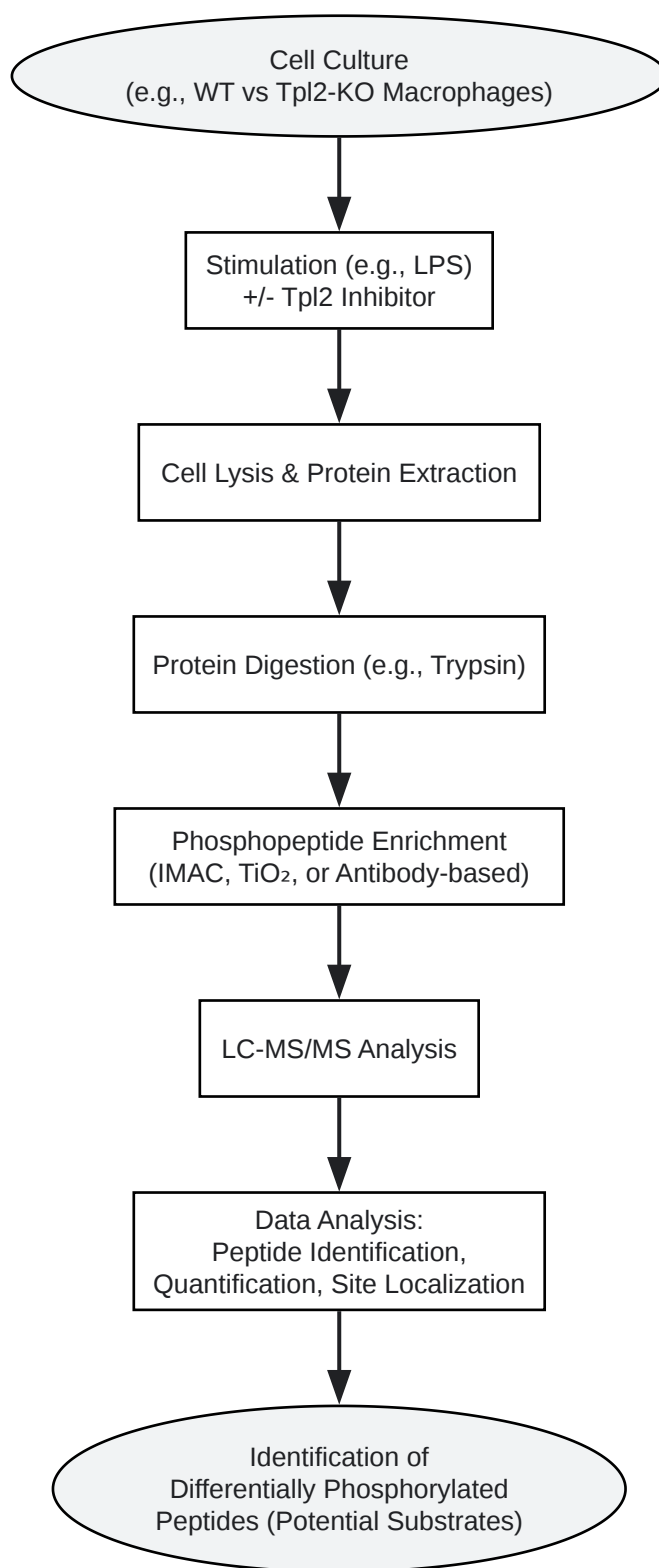 Cell Culture
(e.g., WT vs Tpl2-KO Macrophages)
Stimulation (e.g., LPS)
+/- Tpl2 Inhibitor
Cell Lysis & Protein Extraction
Protein Digestion (e.g., Trypsin)
Phosphopeptide Enrichment
(IMAC, TiO₂, or Antibody-based)
LC-MS/MS Analysis
Data Analysis:
Peptide Identification,
Quantification, Site Localization
Identification of
Differentially Phosphorylated
Peptides (Potential Substrates)